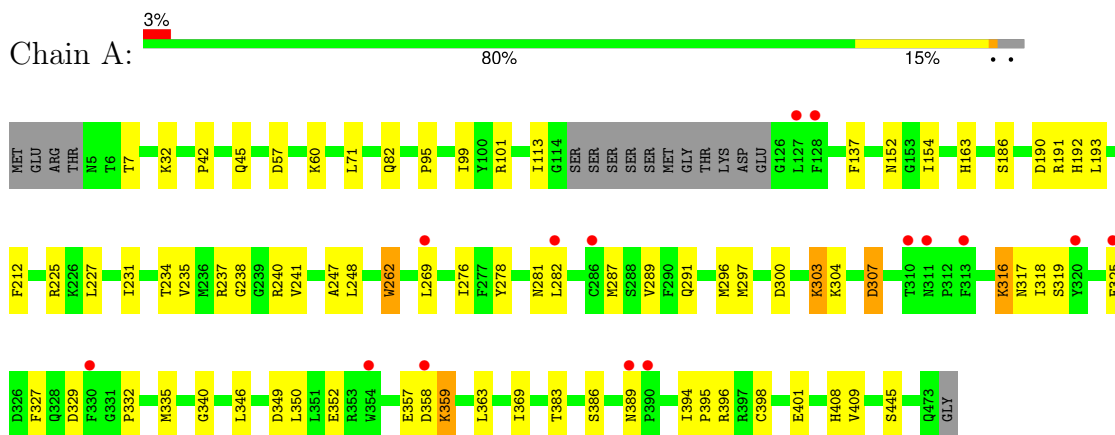 3%
Chain A:
80% 15% • •
MET GLU ARG THR N5 T6 T7 K32 P42 Q45 D57 K60 L71 Q82 P95 I99 Y100 R101 I113 G114 SER SER SER SER SER MET GLY THR LYS ASP GLU G126 L127 F128 F137 N152 G153 I154 H163 S186 D190 R191 H192 L193
F212 R225 K226 L227 I231 T234 V235 M236 R237 G238 G239 R240 V241 A247 L248 W262 L269 I276 F277 Y278 N281 L282 C286 M287 S288 V289 F290 Q291 M296 M297 D300 K303 K304 D307 T310 N311 P312 F313 K316 N317 I318 S319 Y320 E325
D326 F327 Q328 D329 F330 G331 P332 M335 G340 L346 D349 L350 L351 E352 R353 W354 E357 D358 K359 L363 I369 T383 S386 N389 P390 I394 P395 R396 R397 C398 E401 H408 V409 S445 Q473 GLY